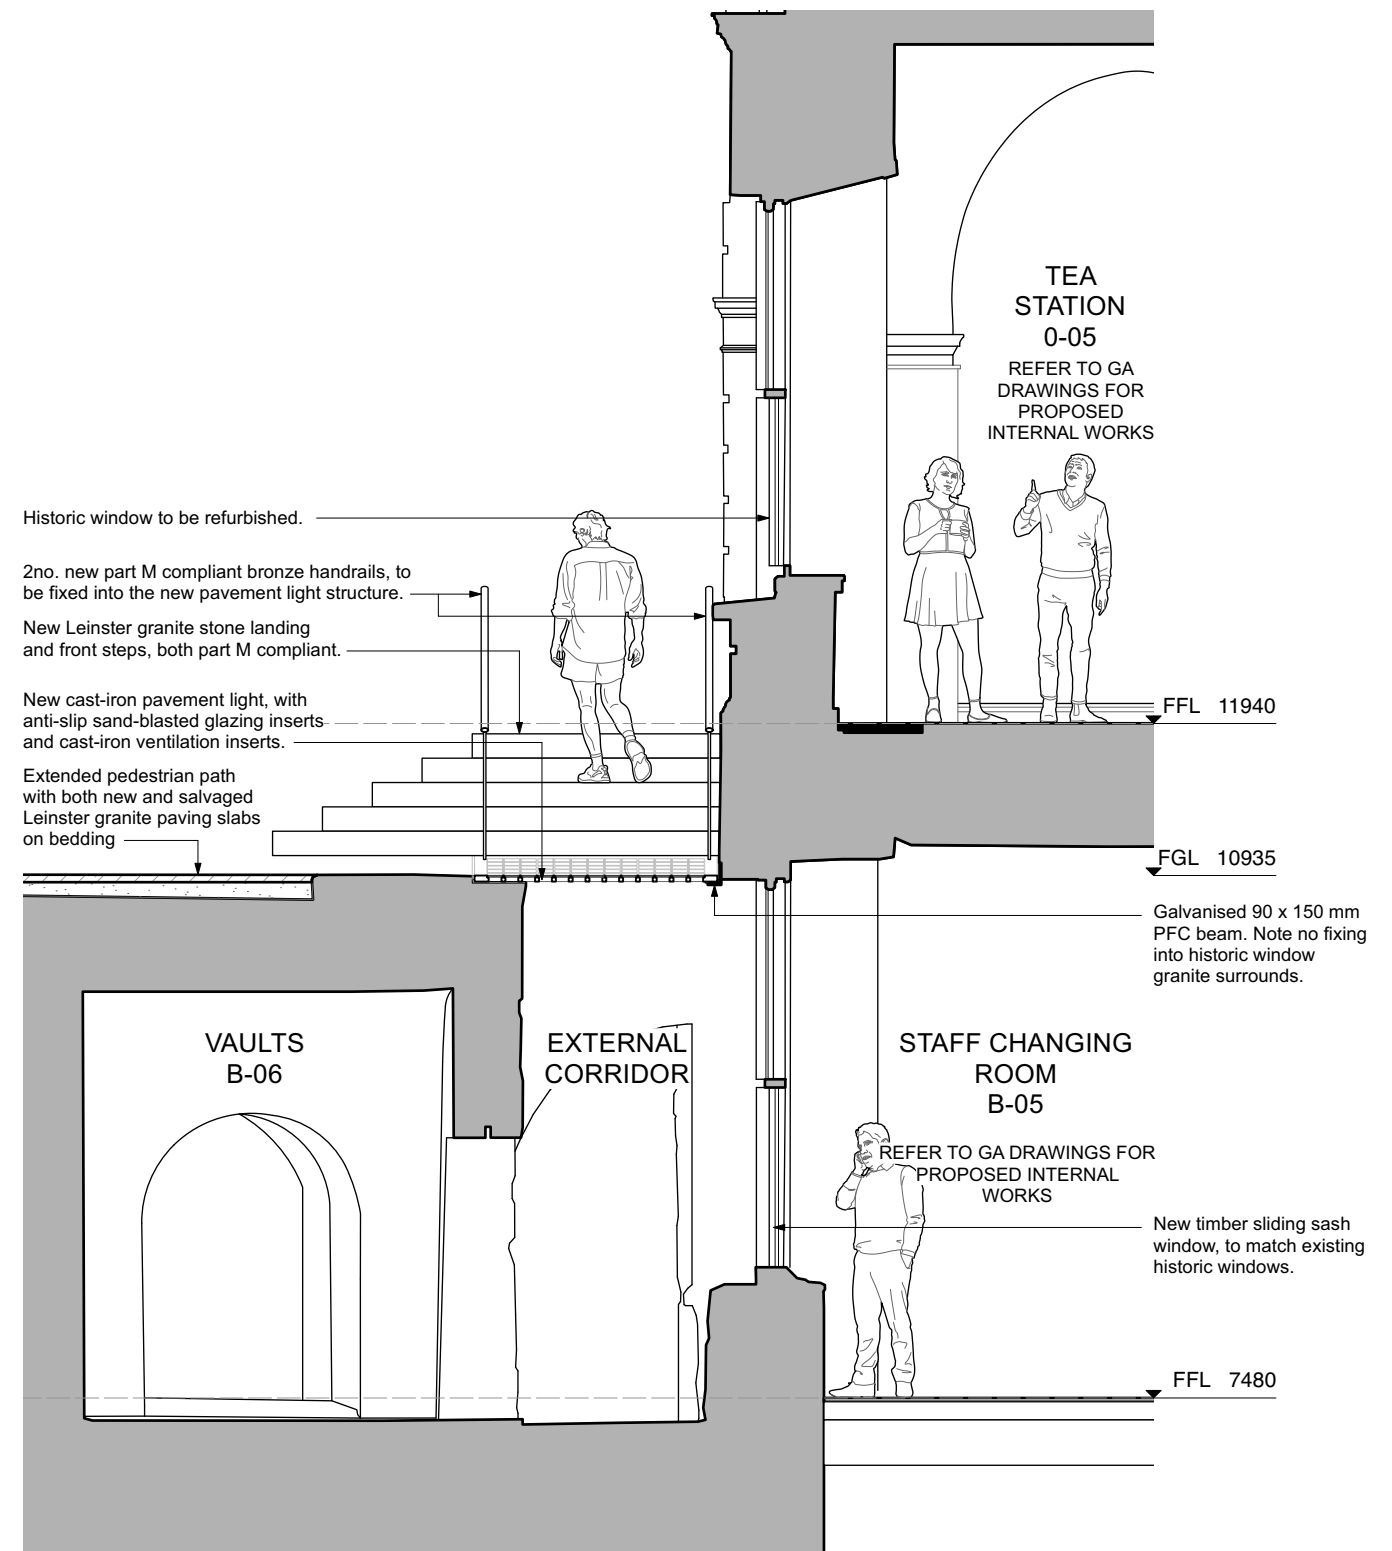 TEA
STATION
0-05
REFER TO GA
DRAWINGS FOR
PROPOSED
INTERNAL WORKS
Historic window to be refurbished.
2no. new part M compliant bronze handrails, to
be fixed into the new pavement light structure.
New Leinster granite stone landing
and front steps, both part M compliant.
New cast-iron pavement light, with
anti-slip sand-blasted glazing inserts
and cast-iron ventilation inserts.
Extended pedestrian path
with both new and salvaged
Leinster granite paving slabs
on bedding
FFL 11940
FGL 10935
Galvanised 90 x 150 mm
PFC beam. Note no fixing
into historic window
granite surrounds.
VAULTS
B-06
EXTERNAL
CORRIDOR
STAFF CHANGING
ROOM
B-05
REFER TO GA DRAWINGS FOR
PROPOSED INTERNAL
WORKS
New timber sliding sash
window, to match existing
historic windows.
FFL 7480